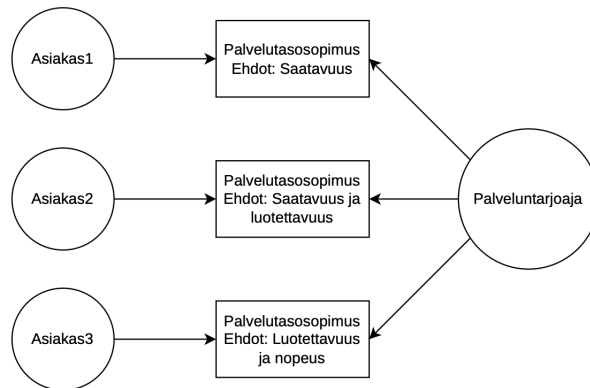 Asiakas1
Palvelutasosopimus
Ehdot: Saatavuus
Asiakas2
Palvelutasosopimus
Ehdot: Saatavuus ja
luotettavuus
Palveluntarjoaja
Asiakas3
Palvelutasosopimus
Ehdot: Luotettavuus
ja nopeus